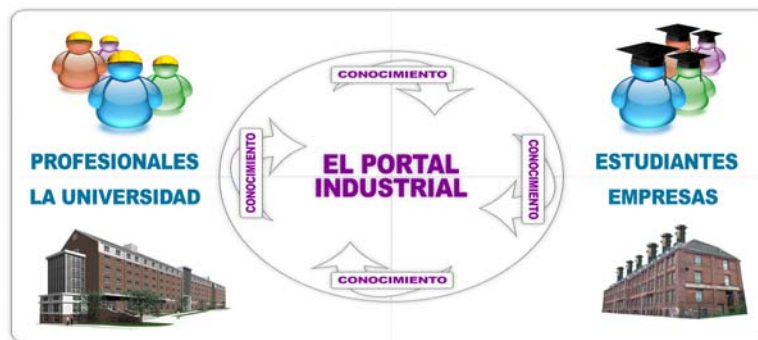 CONOCIMIENTO
PROFESIONALES
LA UNIVERSIDAD
CONOCIMIENTO
EL PORTAL
INDUSTRIAL
CONOCIMIENTO
ESTUDIANTES
EMPRESAS
CONOCIMIENTO